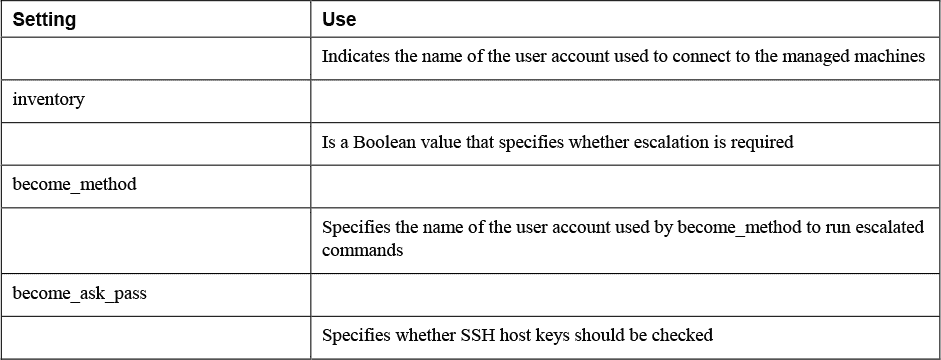 Setting Use
Indicates the name of the user account used to connect to the managed machines
inventory
Is a Boolean value that specifies whether escalation is required
become_method
Specifies the name of the user account used by become_method to run escalated
commands
become_ask_pass
Specifies whether SSH host keys should be checked